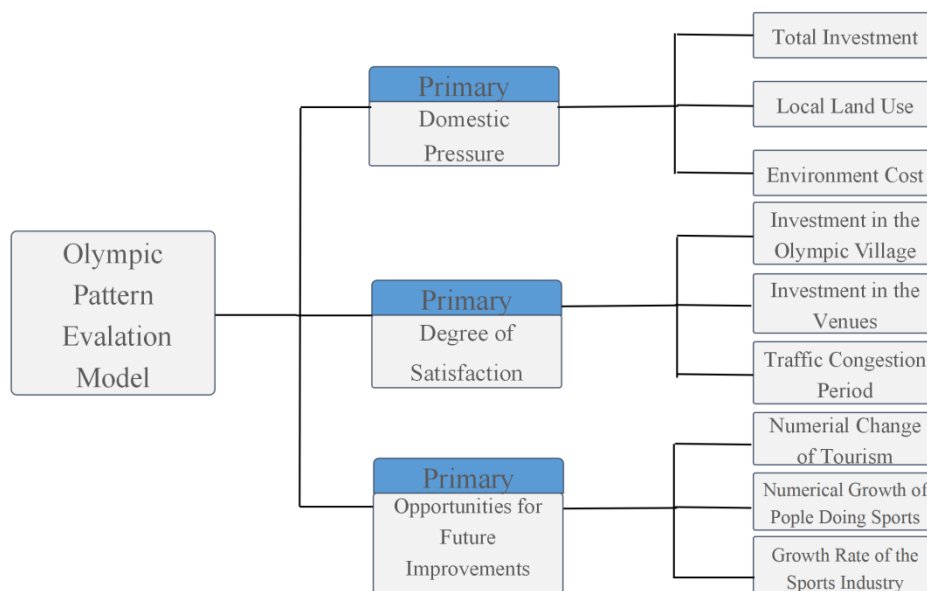 Olympic
Pattern
Evalation
Model
Primary
Domestic
Pressure
Total Investment
Local Land Use
Environment Cost
Primary
Degree of
Satisfaction
Investment in the
Olympic Village
Investment in the
Venues
Traffic Congestion
Period
Primary
Opportunities for
Future
Improvements
Numerial Change
of Tourism
Numerical Growth of
Pople Doing Sports
Growth Rate of the
Sports Industry